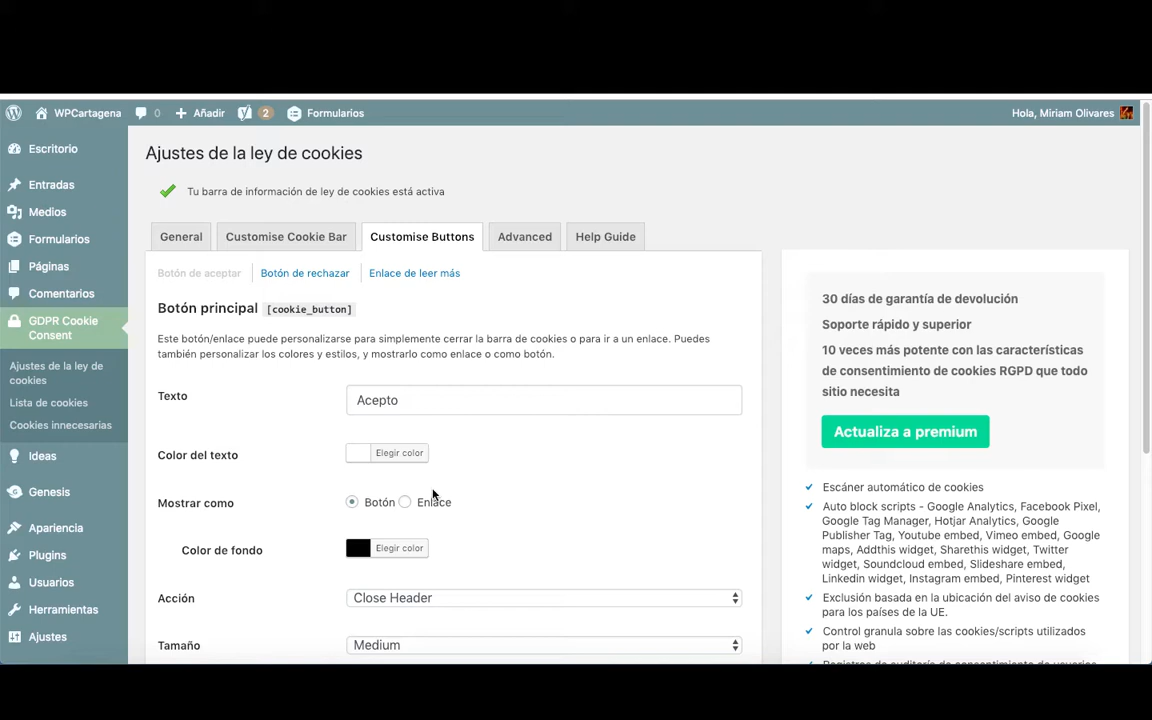 WPCartagena 0 Añadir 2 Formularios Hola, Miriam Olivares
Escritorio
Entradas
Medios
Formularios
Páginas
Comentarios
GDPR Cookie
Consent
Ajustes de la ley de
cookies
Lista de cookies
Cookies innecesarias
Ideas
Genesis
Apariencia
Plugins
Usuarios
Herramientas
Ajustes
Ajustes de la ley de cookies
Tu barra de información de ley de cookies está activa
General Customise Cookie Bar Customise Buttons Advanced Help Guide
Botón de aceptar Botón de rechazar Enlace de leer más
Botón principal [cookie_button]
Este botón/enlace puede personalizarse para simplemente cerrar la barra de cookies o para ir a un enlace. Puedes
también personalizar los colores y estilos, y mostrarlo como enlace o como botón.
Texto Acepto
Color del texto Elegir color
Mostrar como Botón Enlace
Color de fondo Elegir color
Acción Close Header
Tamaño Medium
30 días de garantía de devolución
Soporte rápido y superior
10 veces más potente con las características
de consentimiento de cookies RGPD que todo
sitio necesita
Actualiza a premium
Escáner automático de cookies
Auto block scripts - Google Analytics, Facebook Pixel,
Google Tag Manager, Hotjar Analytics, Google
Publisher Tag, Youtube embed, Vimeo embed, Google
maps, Addthis widget, Sharethis widget, Twitter
widget, Soundcloud embed, Slideshare embed,
Linkedin widget, Instagram embed, Pinterest widget
Exclusión basada en la ubicación del aviso de cookies
para los países de la UE.
Control granula sobre las cookies/scripts utilizados
por la web